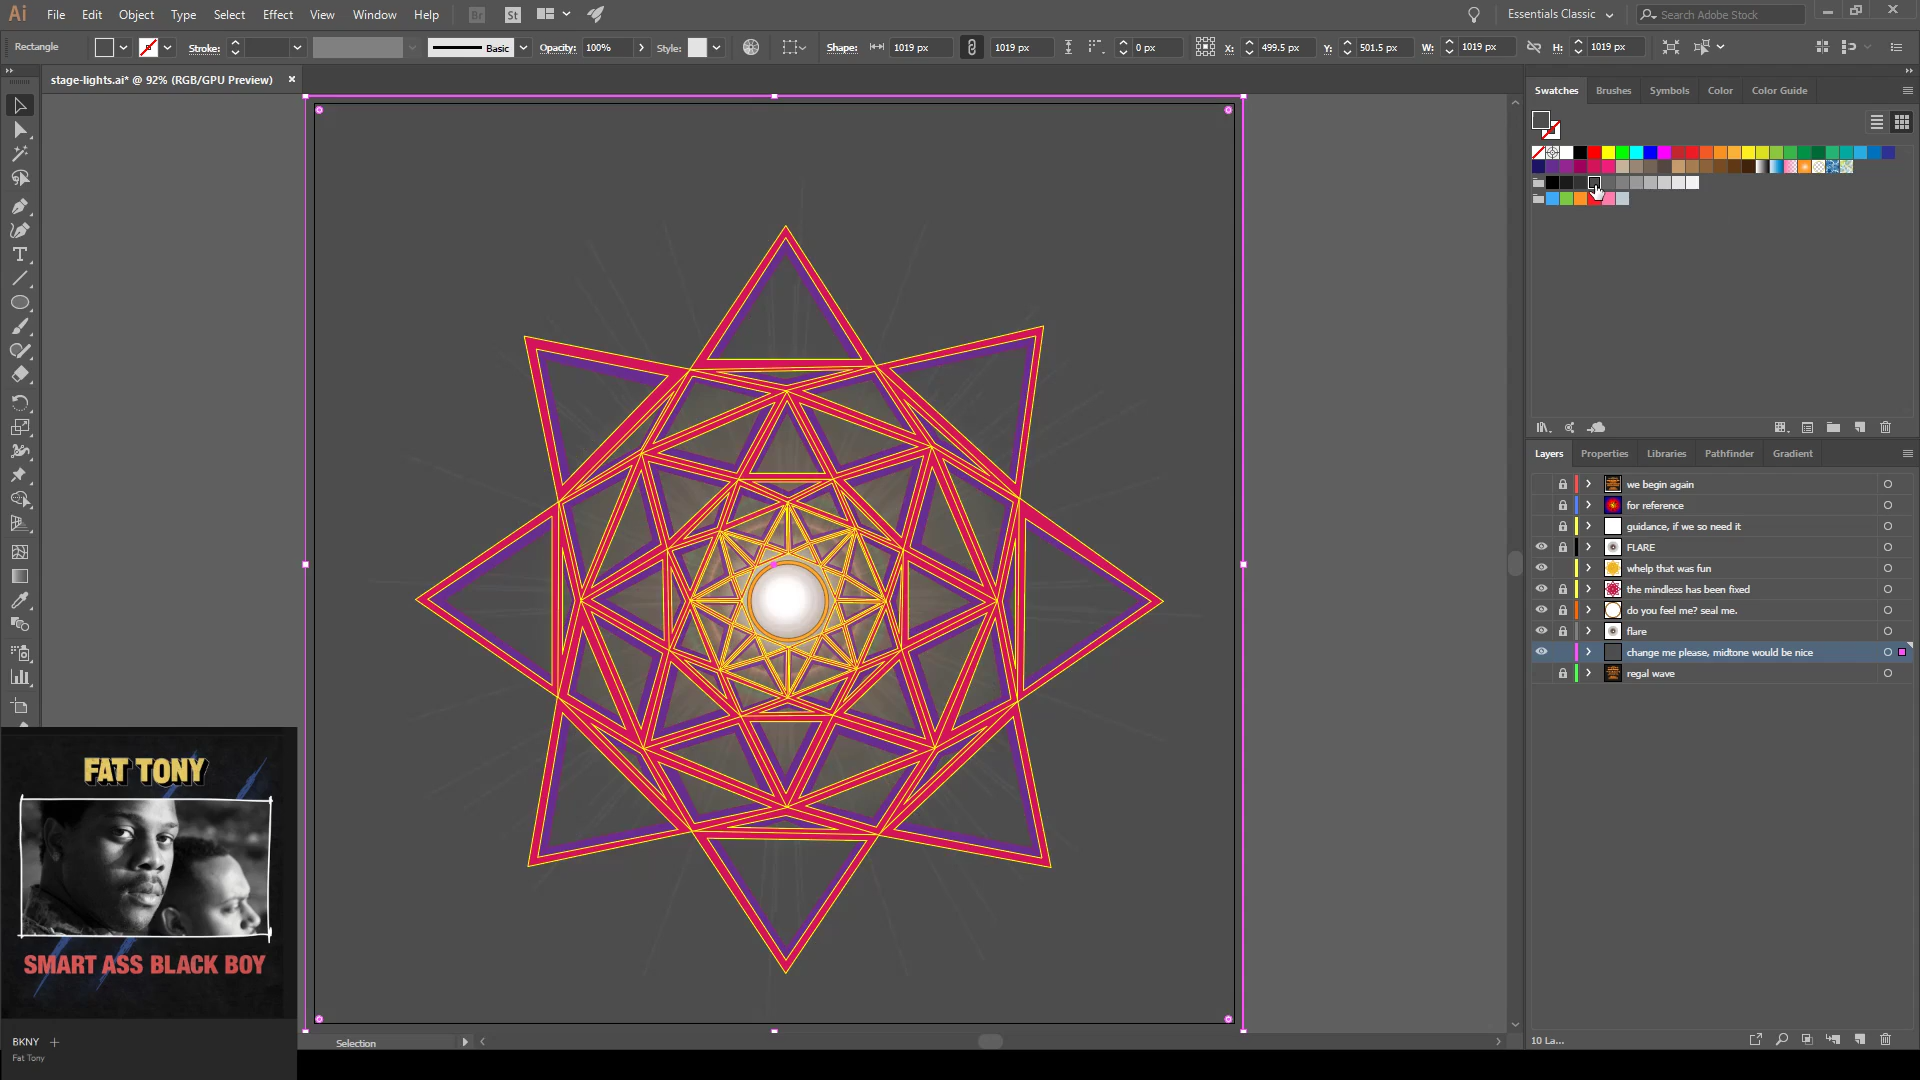 Ai File Edit Object Type Select Effect View Window Help Br St Essentials Classic Search Adobe Stock
Rectangle Stroke: Basic Opacity: 100% Style: Shape: 1019 px 1019 px 0 px X: 499.5 px Y: 501.5 px W: 1019 px H: 1019 px
stage-lights.ai* @ 92% (RGB/GPU Preview) ×
Swatches Brushes Symbols Color Color Guide
Layers Properties Libraries Pathfinder Gradient
we begin again
for reference
guidance, if we so need it
FLARE
whelp that was fun
the mindless has been fixed
do you feel me? seal me.
flare
change me please, midtone would be nice
regal wave
FAT TONY
SMART ASS BLACK BOY
BKNY +
Fat Tony
Selection
10 La...